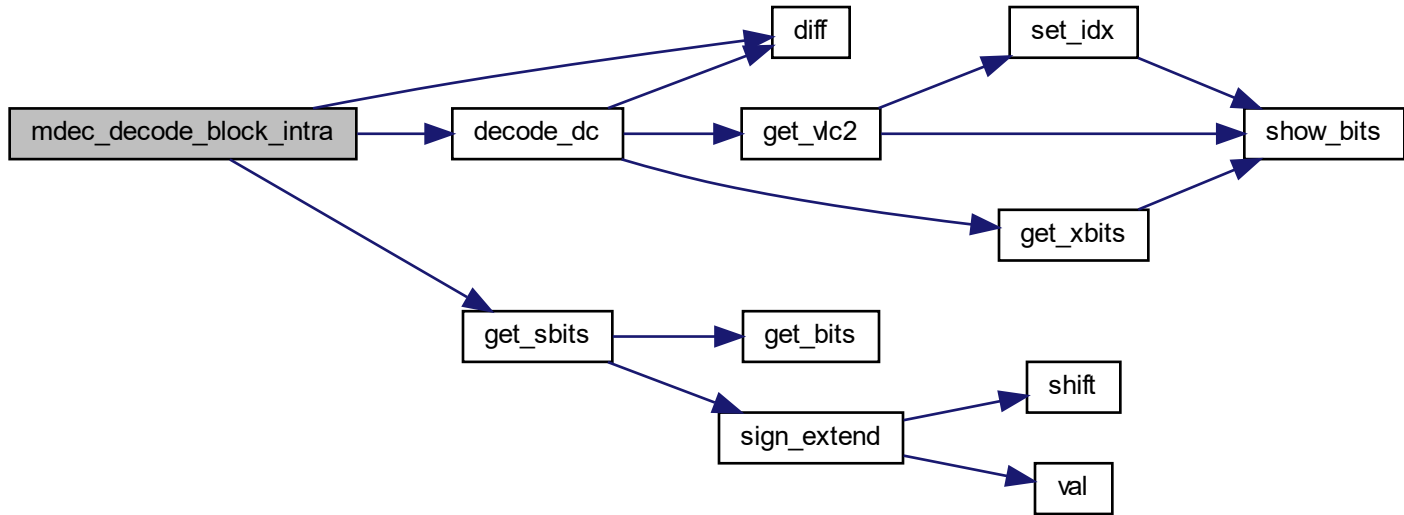 diff
set_idx
mdec_decode_block_intra
decode_dc
get_vlc2
show_bits
get_xbits
get_sbits
get_bits
shift
sign_extend
val